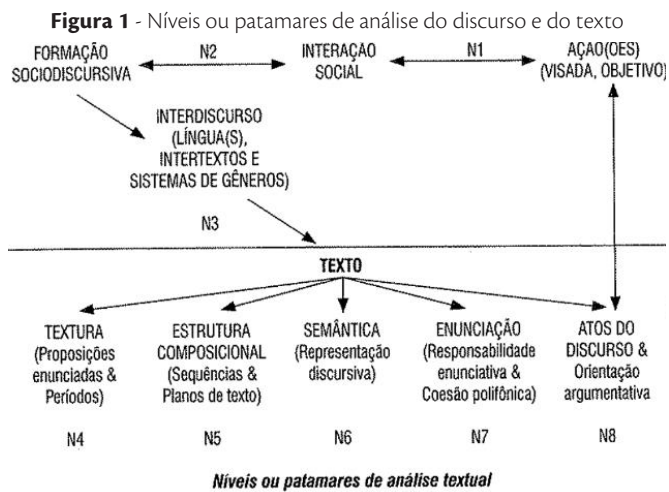 Figura 1 - Níveis ou patamares de análise do discurso e do texto
FORMAÇÃO
SOCIODISCURSIVA
N2
INTERAÇAO
SOCIAL
N1
AÇAO(OES)
(VISADA, OBJETIVO)
INTERDISCURSO
(LÍNGUA(S),
INTERTEXTOS E
SISTEMAS DE GÊNEROS)
N3
TEXTO
TEXTURA
(Proposições
enunciadas &
Períodos)
N4
ESTRUTURA
COMPOSICIONAL
(Sequências &
Planos de texto)
N5
SEMÂNTICA
(Representação
discursiva)
N6
ENUNCIAÇÃO
(Responsabilidade
enunciativa &
Coesão polifônica)
N7
ATOS DO
DISCURSO &
Orientação
argumentativa
N8
Níveis ou patamares de análise textual